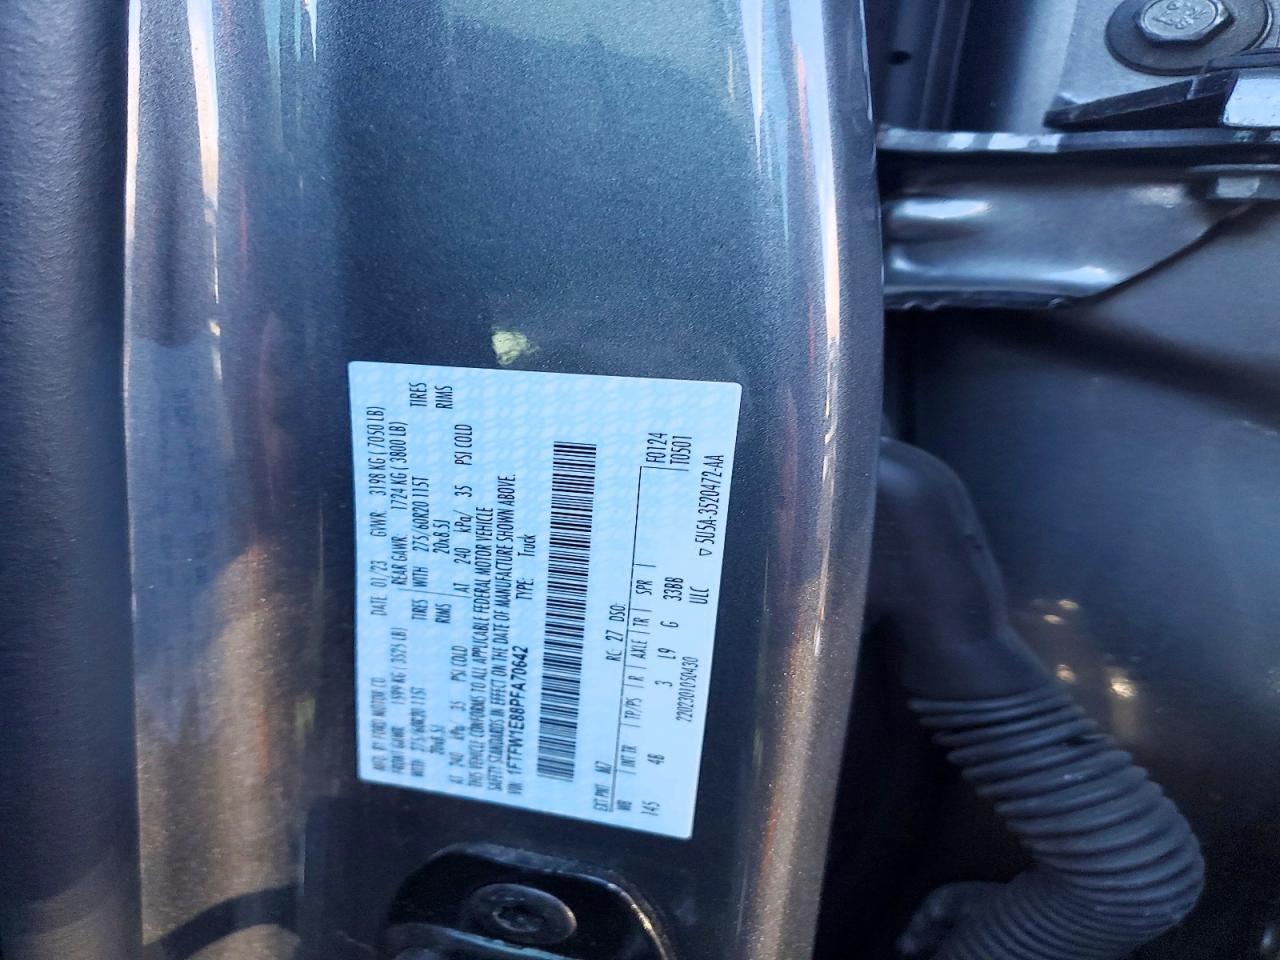 MFD. BY FORD MOTOR CO. DATE 01/23 GVWR 3198 KG ( 7050 LB)
FRONT GAWR 1599 KG ( 3525 LB) REAR GAWR 1724 KG ( 3800 LB)
WITH 275/60R20 115T TIRES WITH 275/60R20 115T TIRES
20x8.5J RIMS 20x8.5J RIMS
AT 240 kPa/ 35 PSI COLD AT 240 kPa/ 35 PSI COLD
THIS VEHICLE CONFORMS TO ALL APPLICABLE FEDERAL MOTOR VEHICLE
SAFETY STANDARDS IN EFFECT ON THE DATE OF MANUFACTURE SHOWN ABOVE.
VIN 1FTFW1E88PFA70642 TYPE: Truck
EXT PNT M7 RC 27 DSO: F0124
WB INT TR TP/PS R AXLE TR SPR T0501
145 4B 3 L9 G 33BB
2202301050430 ULC 5U5A-3520472-AA